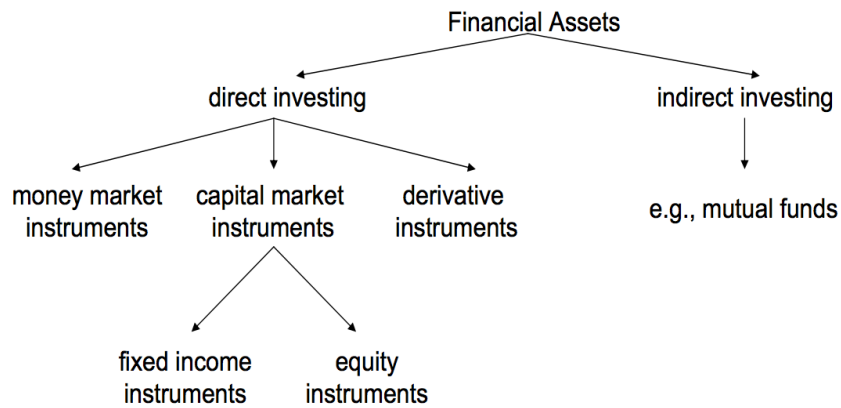 Financial Assets
direct investing
indirect investing
money market
instruments
capital market
instruments
derivative
instruments
e.g., mutual funds
fixed income
instruments
equity
instruments